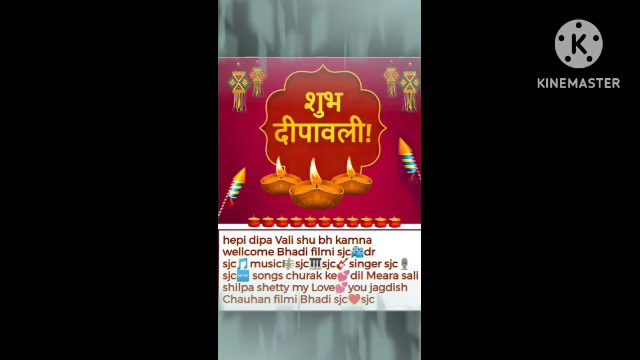 शुभ
दीपावली!
KINEMASTER
hepi dipa Vali shu bh kamna
wellcome Bhadi filmi sjc🎦dr
sjc🎵music🎼sjc🎹sjc🎸singer sjc🎙️
sjc🆕 songs churak ke💕dil Meara sali
shilpa shetty my Love💕you jagdish
Chauhan filmi Bhadi sjc❤️sjc